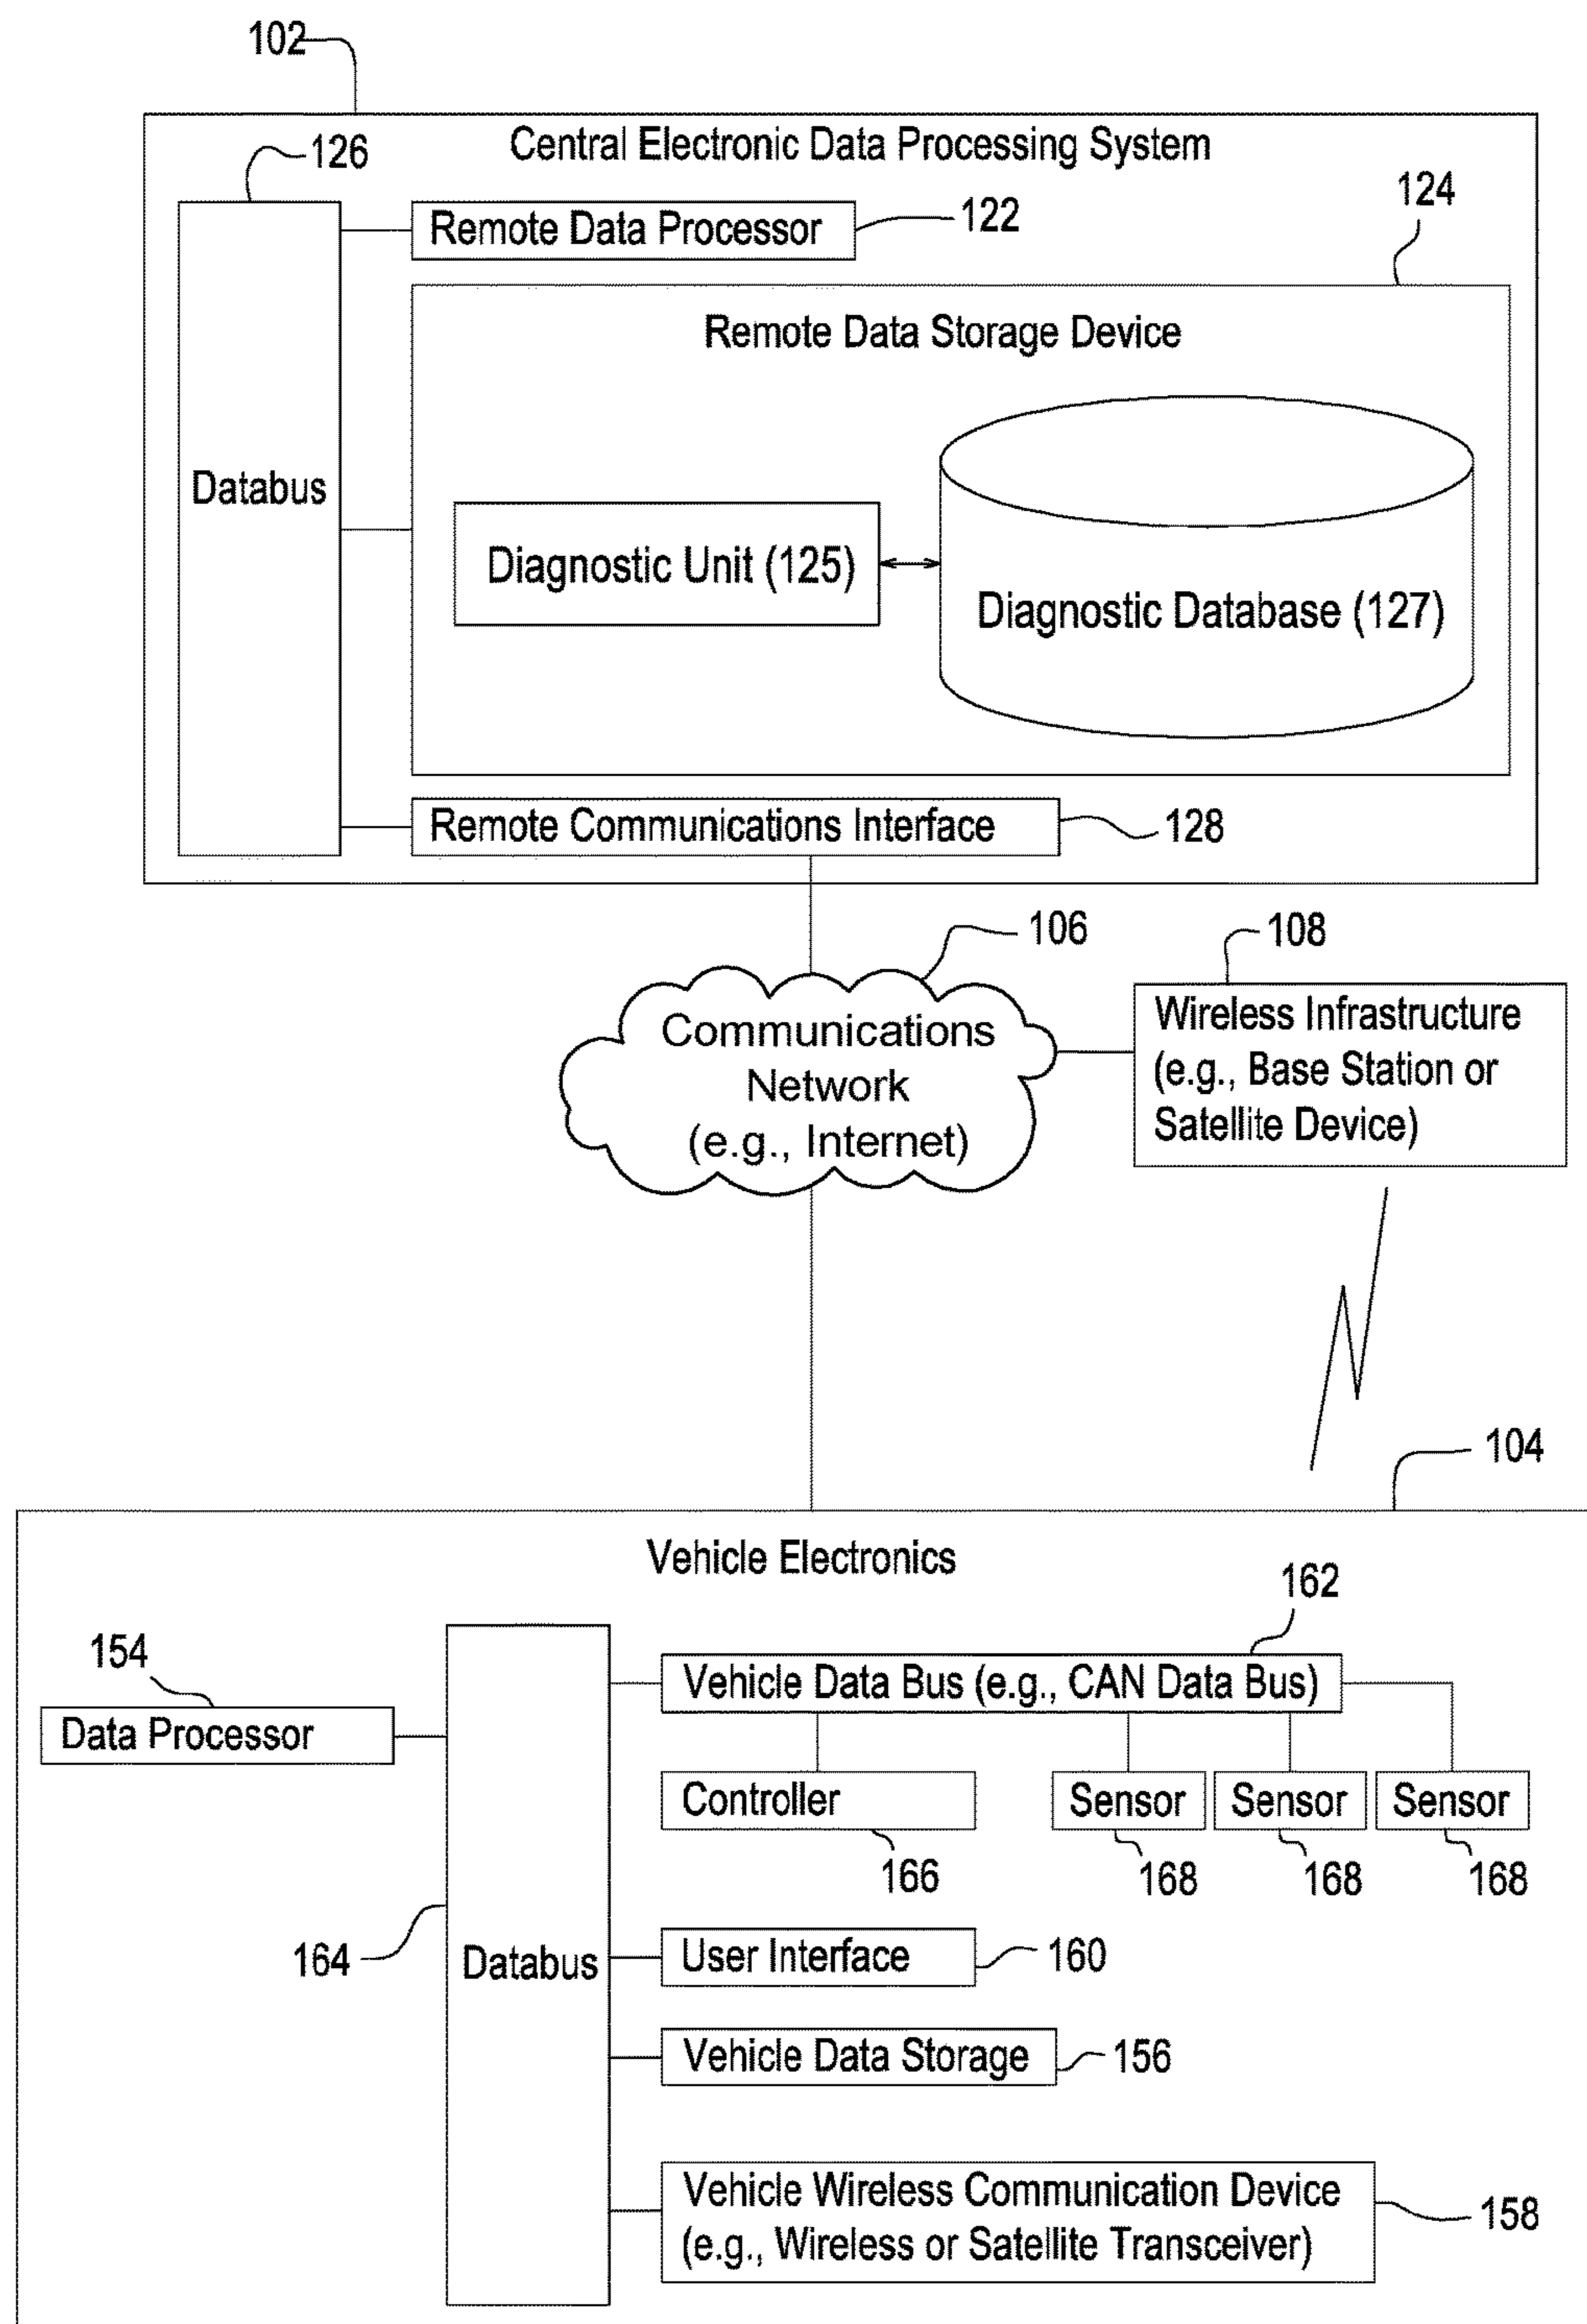 102
Central Electronic Data Processing System
126
124
Remote Data Processor
122
Remote Data Storage Device
Databus
Diagnostic Unit (125)
Diagnostic Database (127)
Remote Communications Interface
128
106
108
Communications
Network
(e.g., Internet)
Wireless Infrastructure
(e.g., Base Station or
Satellite Device)
104
Vehicle Electronics
162
154
Vehicle Data Bus (e.g., CAN Data Bus)
Data Processor
Controller
Sensor
Sensor
Sensor
166
168
168
168
164
Databus
User Interface
160
Vehicle Data Storage
156
Vehicle Wireless Communication Device
(e.g., Wireless or Satellite Transceiver)
158